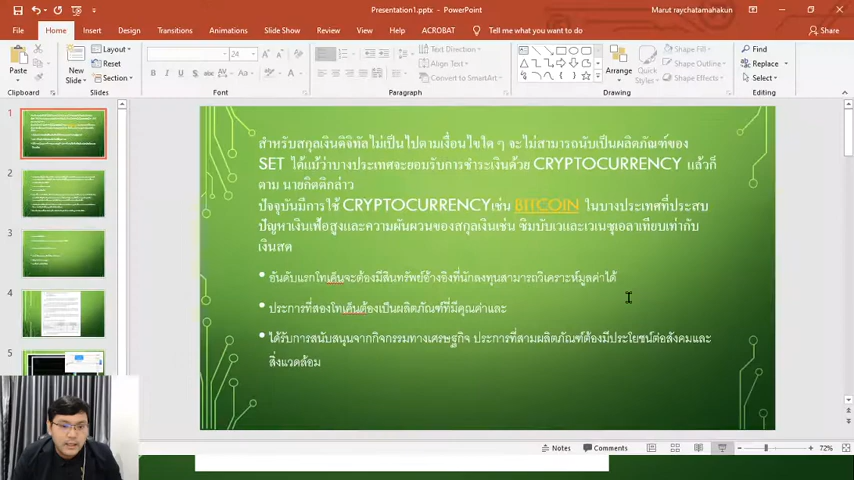 Presentation1.pptx - PowerPoint
Marut raychatamahakun
File Home Insert Draw Design Transitions Animations Slide Show Review View Help ACROBAT Tell me what you want to do Share
Paste
New Slide
Layout
Reset
Section
24
Text Direction
Align Text
Convert to SmartArt
Arrange
Quick Styles
Shape Fill
Shape Outline
Shape Effects
Find
Replace
Select
Clipboard Slides Font Paragraph Drawing Editing
1
2
3
4
5
สำหรับสกุลเงินดิจิทัลไม่เป็นไปตามเงื่อนไขใด ๆ จะไม่สามารถนับเป็นผลิตภัณฑ์ของ
SET ได้แม้ว่าบางประเทศจะยอมรับการชำระเงินด้วย CRYPTOCURRENCY แล้วก็
ตาม นายกิตติกล่าว
ปัจจุบันมีการใช้ CRYPTOCURRENCYเช่น BITCOIN ในบางประเทศที่ประสบ
ปัญหาเงินเฟ้อสูงและความผันผวนของสกุลเงินเช่น ซิมบับเวและเวเนซุเอลาเทียบเท่ากับ
เงินสด
• อันดับแรกโทเค็นจะต้องมีสินทรัพย์อ้างอิงที่นักลงทุนสามารถวิเคราะห์มูลค่าได้
• ประการที่สองโทเค็นต้องเป็นผลิตภัณฑ์ที่มีคุณค่าและ
• ได้รับการสนับสนุนจากกิจกรรมทางเศรษฐกิจ ประการที่สามผลิตภัณฑ์ต้องมีประโยชน์ต่อสังคมและ
สิ่งแวดล้อม
Notes Comments 72%